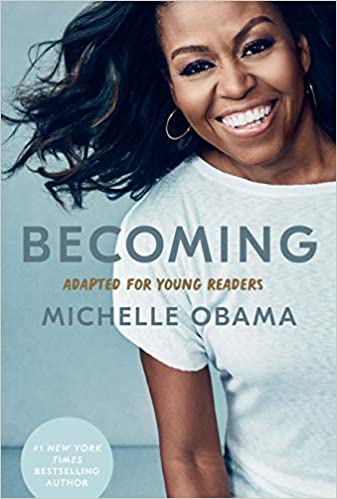 BECOMING
ADAPTED FOR YOUNG READERS
MICHELLE OBAMA
#1 NEW YORK
TIMES
BESTSELLING
AUTHOR